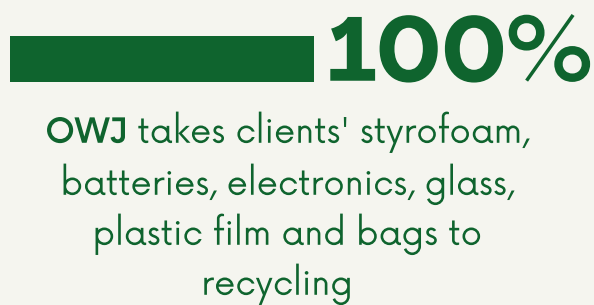 100%
OWJ takes clients' styrofoam,
batteries, electronics, glass,
plastic film and bags to
recycling